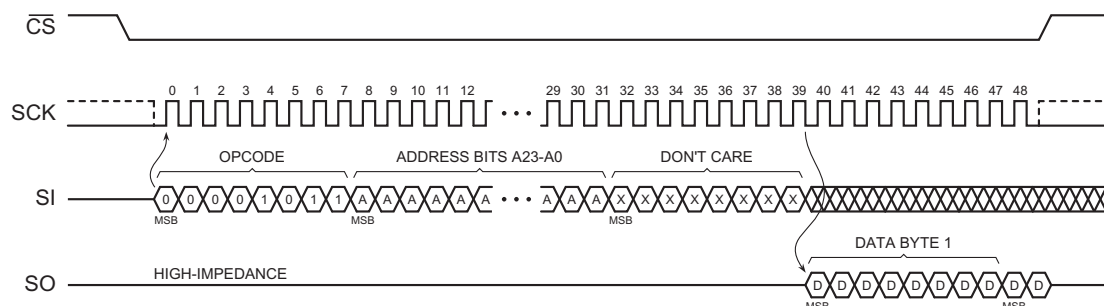 CS
0 1 2 3 4 5 6 7 8 9 10 11 12 29 30 31 32 33 34 35 36 37 38 39 40 41 42 43 44 45 46 47 48
SCK
OPCODE ADDRESS BITS A23-A0 DON'T CARE
SI 0 0 0 0 1 0 1 1 A A A A A A A A A X X X X X X X X
MSB MSB MSB
DATA BYTE 1
HIGH-IMPEDANCE
SO D D D D D D D D D D
MSB MSB